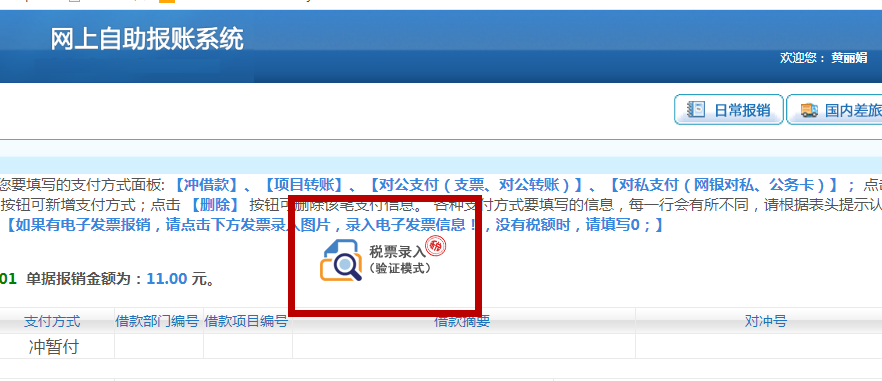 网上自助报账系统
欢迎您： 黄丽娟
日常报销 国内差旅
您要填写的支付方式面板: 【冲借款】、【项目转账】、【对公支付（支票、对公转账）】、【对私支付（网银对私、公务卡）】； 点击
按钮可新增支付方式；点击 【删除】 按钮可删除该笔支付信息。 各种支付方式要填写的信息，每一行会有所不同，请根据表头提示认
【如果有电子发票报销，请点击下方发票录入图片，录入电子发票信息！，没有税额时，请填写0；】
税票录入
（验证模式）
01 单据报销金额为：11.00 元。
支付方式 借款部门编号 借款项目编号 借款摘要 对冲号
冲暂付